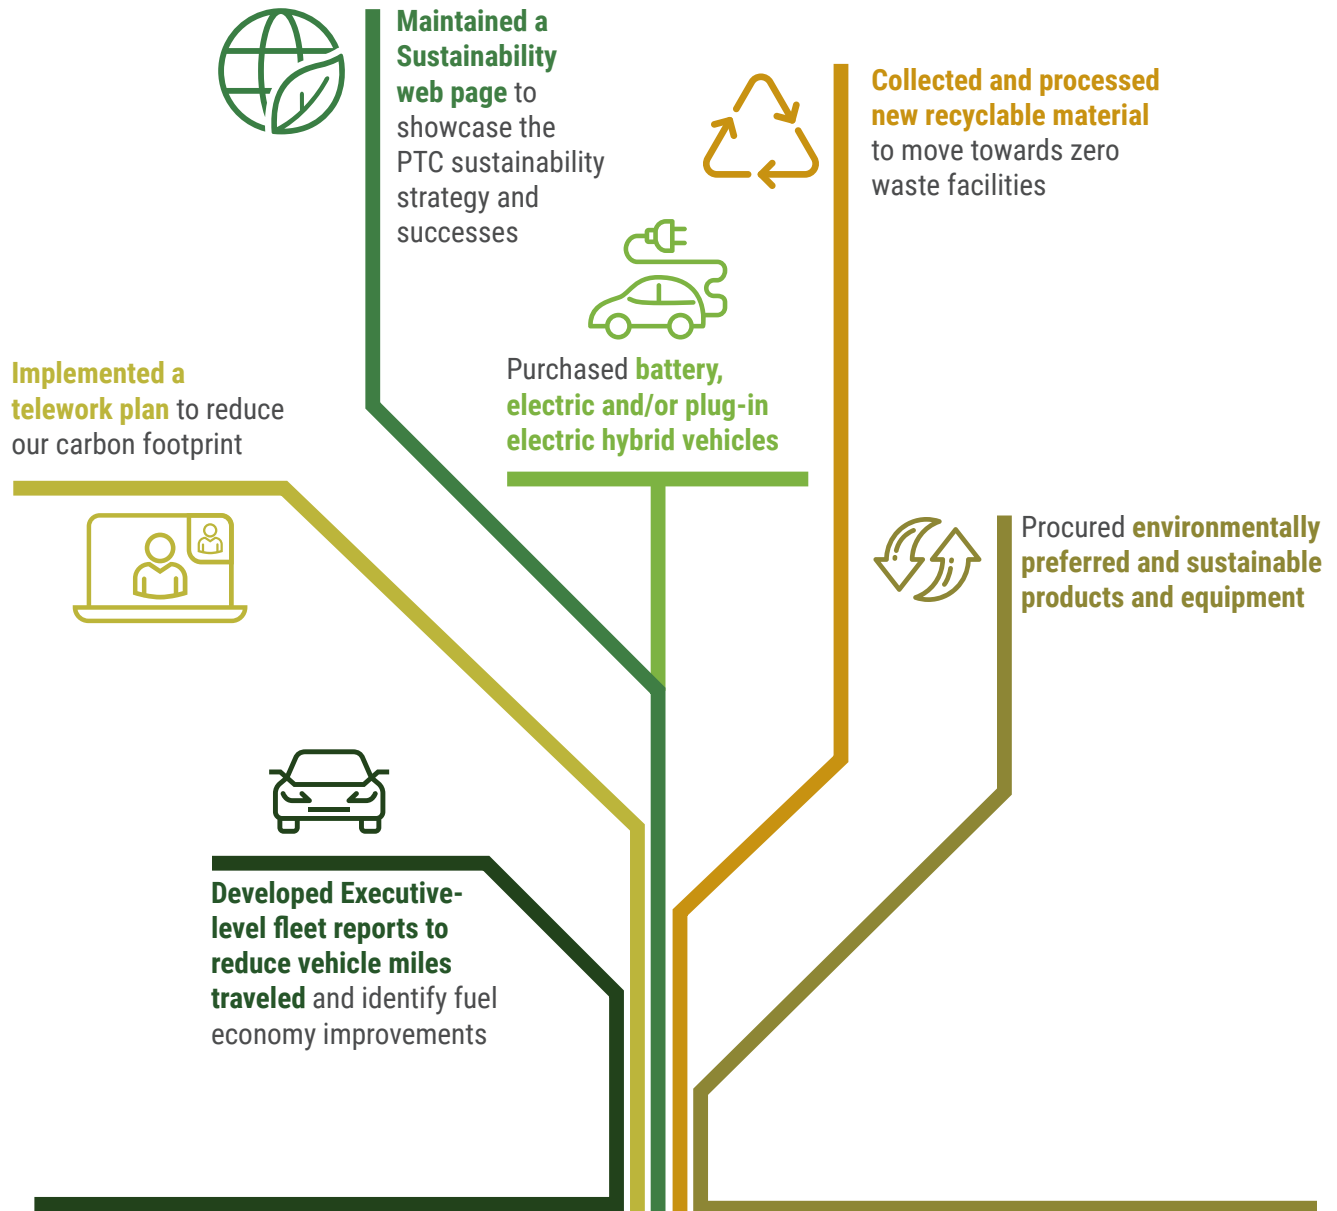 Maintained a
Sustainability
web page to
showcase the
PTC sustainability
strategy and
successes
Collected and processed
new recyclable material
to move towards zero
waste facilities
Implemented a
telework plan to reduce
our carbon footprint
Purchased battery,
electric and/or plug-in
electric hybrid vehicles
Procured environmentally
preferred and sustainable
products and equipment
Developed Executive-
level fleet reports to
reduce vehicle miles
traveled and identify fuel
economy improvements